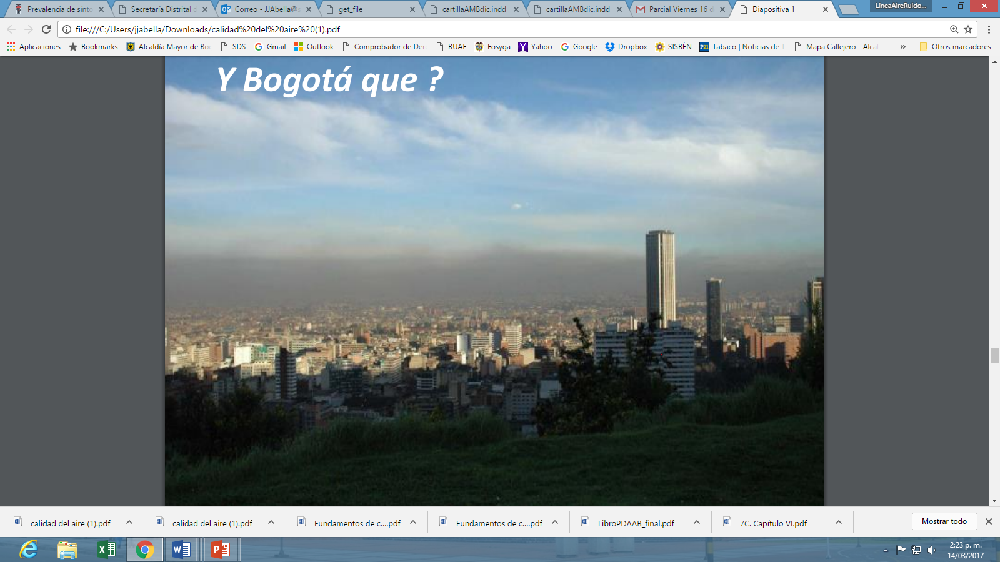 Prevalencia de sínto
Secretaría Distrital d
Correo - JJAbella@s
get_file
cartillaAMBdic.indd
cartillaAMBdic.indd
Parcial Viernes 16 d
Diapositiva 1
LineaAireRuido...
file:///C:/Users/jjabella/Downloads/calidad%20del%20aire%20(1).pdf
Aplicaciones
Bookmarks
Alcaldía Mayor de Bog
SDS
Gmail
Outlook
Comprobador de Der
RUAF
Fosyga
Yahoo
Google
Dropbox
SISBÉN
Tabaco | Noticias de T
Mapa Callejero - Alcal
»
Otros marcadores
Y Bogotá que ?
calidad del aire (1).pdf
calidad del aire (1).pdf
Fundamentos de c....pdf
Fundamentos de c....pdf
LibroPDAAB_final.pdf
7C. Capítulo VI.pdf
Mostrar todo
2:23 p. m.
14/03/2017